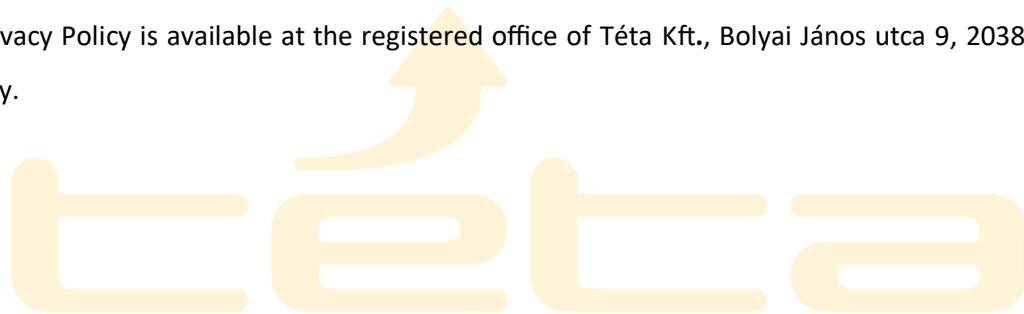 vacy Policy is available at the registered office of Téta Kft., Bolyai János utca 9, 2038
y.
téta